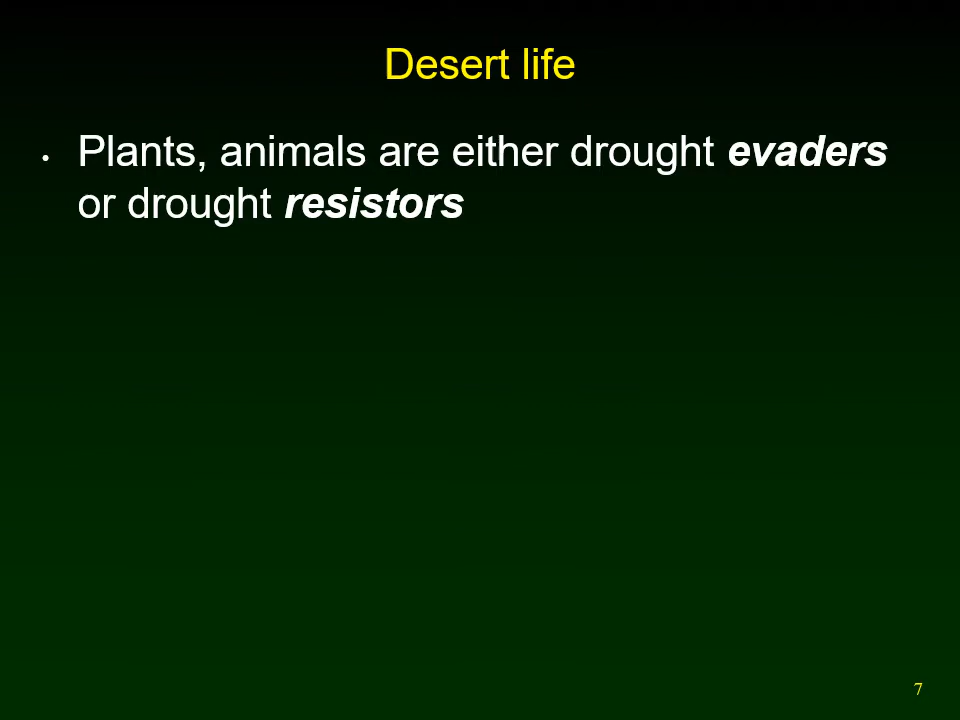 Desert life
• Plants, animals are either drought evaders
or drought resistors
7